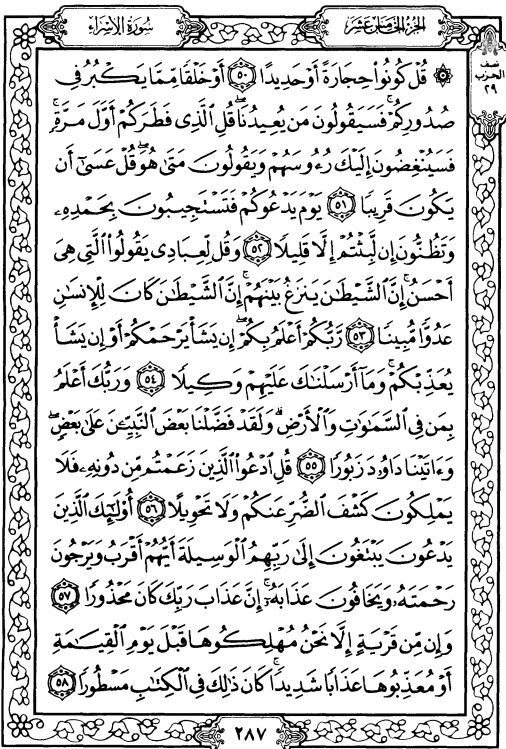 الجزء الخامس عشر
سورة الإسراء
نصف
الحزب
٢٩
۞ قُلۡ كُونُواْ حِجَارَةً أَوۡ حَدِيدًا ٥٠ أَوۡ خَلۡقٗا مِّمَّا يَكۡبُرُ فِي
صُدُورِكُمۡۚ فَسَيَقُولُونَ مَن يُعِيدُنَاۖ قُلِ ٱلَّذِي فَطَرَكُمۡ أَوَّلَ مَرَّةٖۚ
فَسَيُنۡغِضُونَ إِلَيۡكَ رُءُوسَهُمۡ وَيَقُولُونَ مَتَىٰ هُوَۖ قُلۡ عَسَىٰٓ أَن
يَكُونَ قَرِيبٗا ٥١ يَوۡمَ يَدۡعُوكُمۡ فَتَسۡتَجِيبُونَ بِحَمۡدِهِۦ
وَتَظُنُّونَ إِن لَّبِثۡتُمۡ إِلَّا قَلِيلٗا ٥٢ وَقُل لِّعِبَادِي يَقُولُواْ ٱلَّتِي هِيَ
أَحۡسَنُۚ إِنَّ ٱلشَّيۡطَٰنَ يَنزَغُ بَيۡنَهُمۡۚ إِنَّ ٱلشَّيۡطَٰنَ كَانَ لِلۡإِنسَٰنِ
عَدُوّٗا مُّبِينٗا ٥٣ رَّبُّكُمۡ أَعۡلَمُ بِكُمۡۖ إِن يَشَأۡ يَرۡحَمۡكُمۡ أَوۡ إِن يَشَأۡ
يُعَذِّبۡكُمۡۚ وَمَآ أَرۡسَلۡنَٰكَ عَلَيۡهِمۡ وَكِيلٗا ٥٤ وَرَبُّكَ أَعۡلَمُ
بِمَن فِي ٱلسَّمَٰوَٰتِ وَٱلۡأَرۡضِۗ وَلَقَدۡ فَضَّلۡنَا بَعۡضَ ٱلنَّبِيِّـۧنَ عَلَىٰ بَعۡضٖۖ
وَءَاتَيۡنَا دَاوُۥدَ زَبُورٗا ٥٥ قُلِ ٱدۡعُواْ ٱلَّذِينَ زَعَمۡتُم مِّن دُونِهِۦ فَلَا
يَمۡلِكُونَ كَشۡفَ ٱلضُّرِّ عَنكُمۡ وَلَا تَحۡوِيلًا ٥٦ أُوْلَٰٓئِكَ ٱلَّذِينَ
يَدۡعُونَ يَبۡتَغُونَ إِلَىٰ رَبِّهِمُ ٱلۡوَسِيلَةَ أَيُّهُمۡ أَقۡرَبُ وَيَرۡجُونَ
رَحۡمَتَهُۥ وَيَخَافُونَ عَذَابَهُۥٓۚ إِنَّ عَذَابَ رَبِّكَ كَانَ مَحۡذُورٗا ٥٧
وَإِن مِّن قَرۡيَةٍ إِلَّا نَحۡنُ مُهۡلِكُوهَا قَبۡلَ يَوۡمِ ٱلۡقِيَٰمَةِ
أَوۡ مُعَذِّبُوهَا عَذَابٗا شَدِيدٗاۚ كَانَ ذَٰلِكَ فِي ٱلۡكِتَٰبِ مَسۡطُورٗا ٥٨
٢٨٧